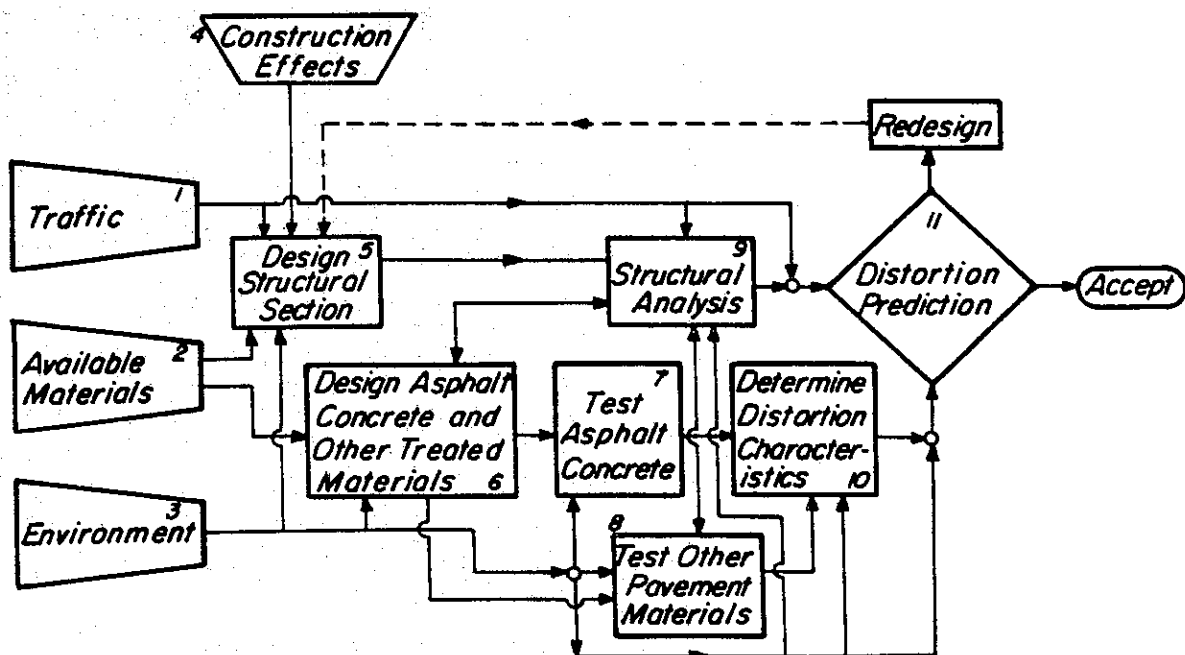 4
Construction
Effects
Redesign
1
Traffic
5
Design
Structural
Section
9
Structural
Analysis
11
Distortion
Prediction
Accept
2
Available
Materials
Design Asphalt
Concrete and
Other Treated
Materials 6
7
Test
Asphalt
Concrete
Determine
Distortion
Character-
istics 10
3
Environment
8
Test Other
Pavement
Materials